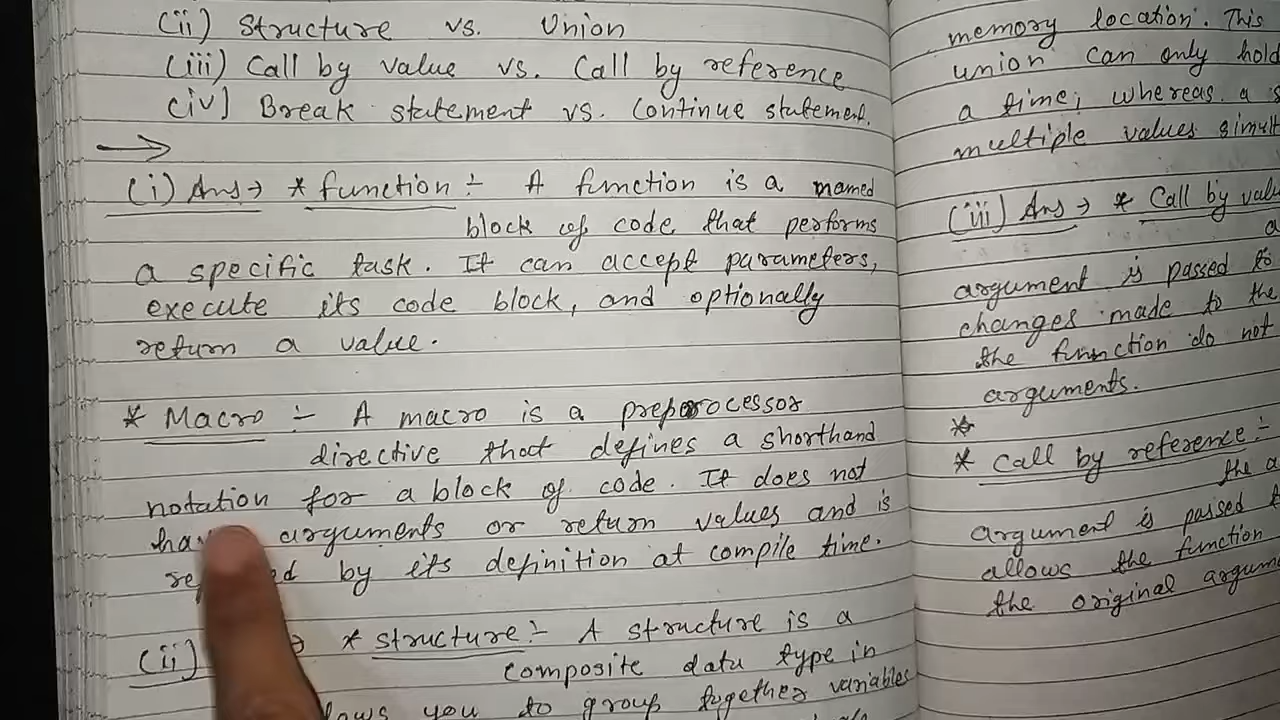 (ii) Structure vs. Union
(iii) Call by value vs. Call by reference
(iv) Break statement vs. Continue statement.
(i) Ans → * function :- A function is a named
block of code that performs
a specific task. It can accept parameters,
execute its code block, and optionally
return a value.
* Macro :- A macro is a preprocessor
directive that defines a shorthand
notation for a block of code. It does not
arguments or return values and is
by its definition at compile time.
(ii) → * Structure :- A structure is a
composite data type in
you to group together variables
memory location. This
union can only hold
a time; whereas a s
multiple values simult
(iii) Ans → * Call by valu
argument is passed to
changes made to the
the function do not
arguments.
*
* Call by reference :-
the a
argument is passed
allows the function
the original argum